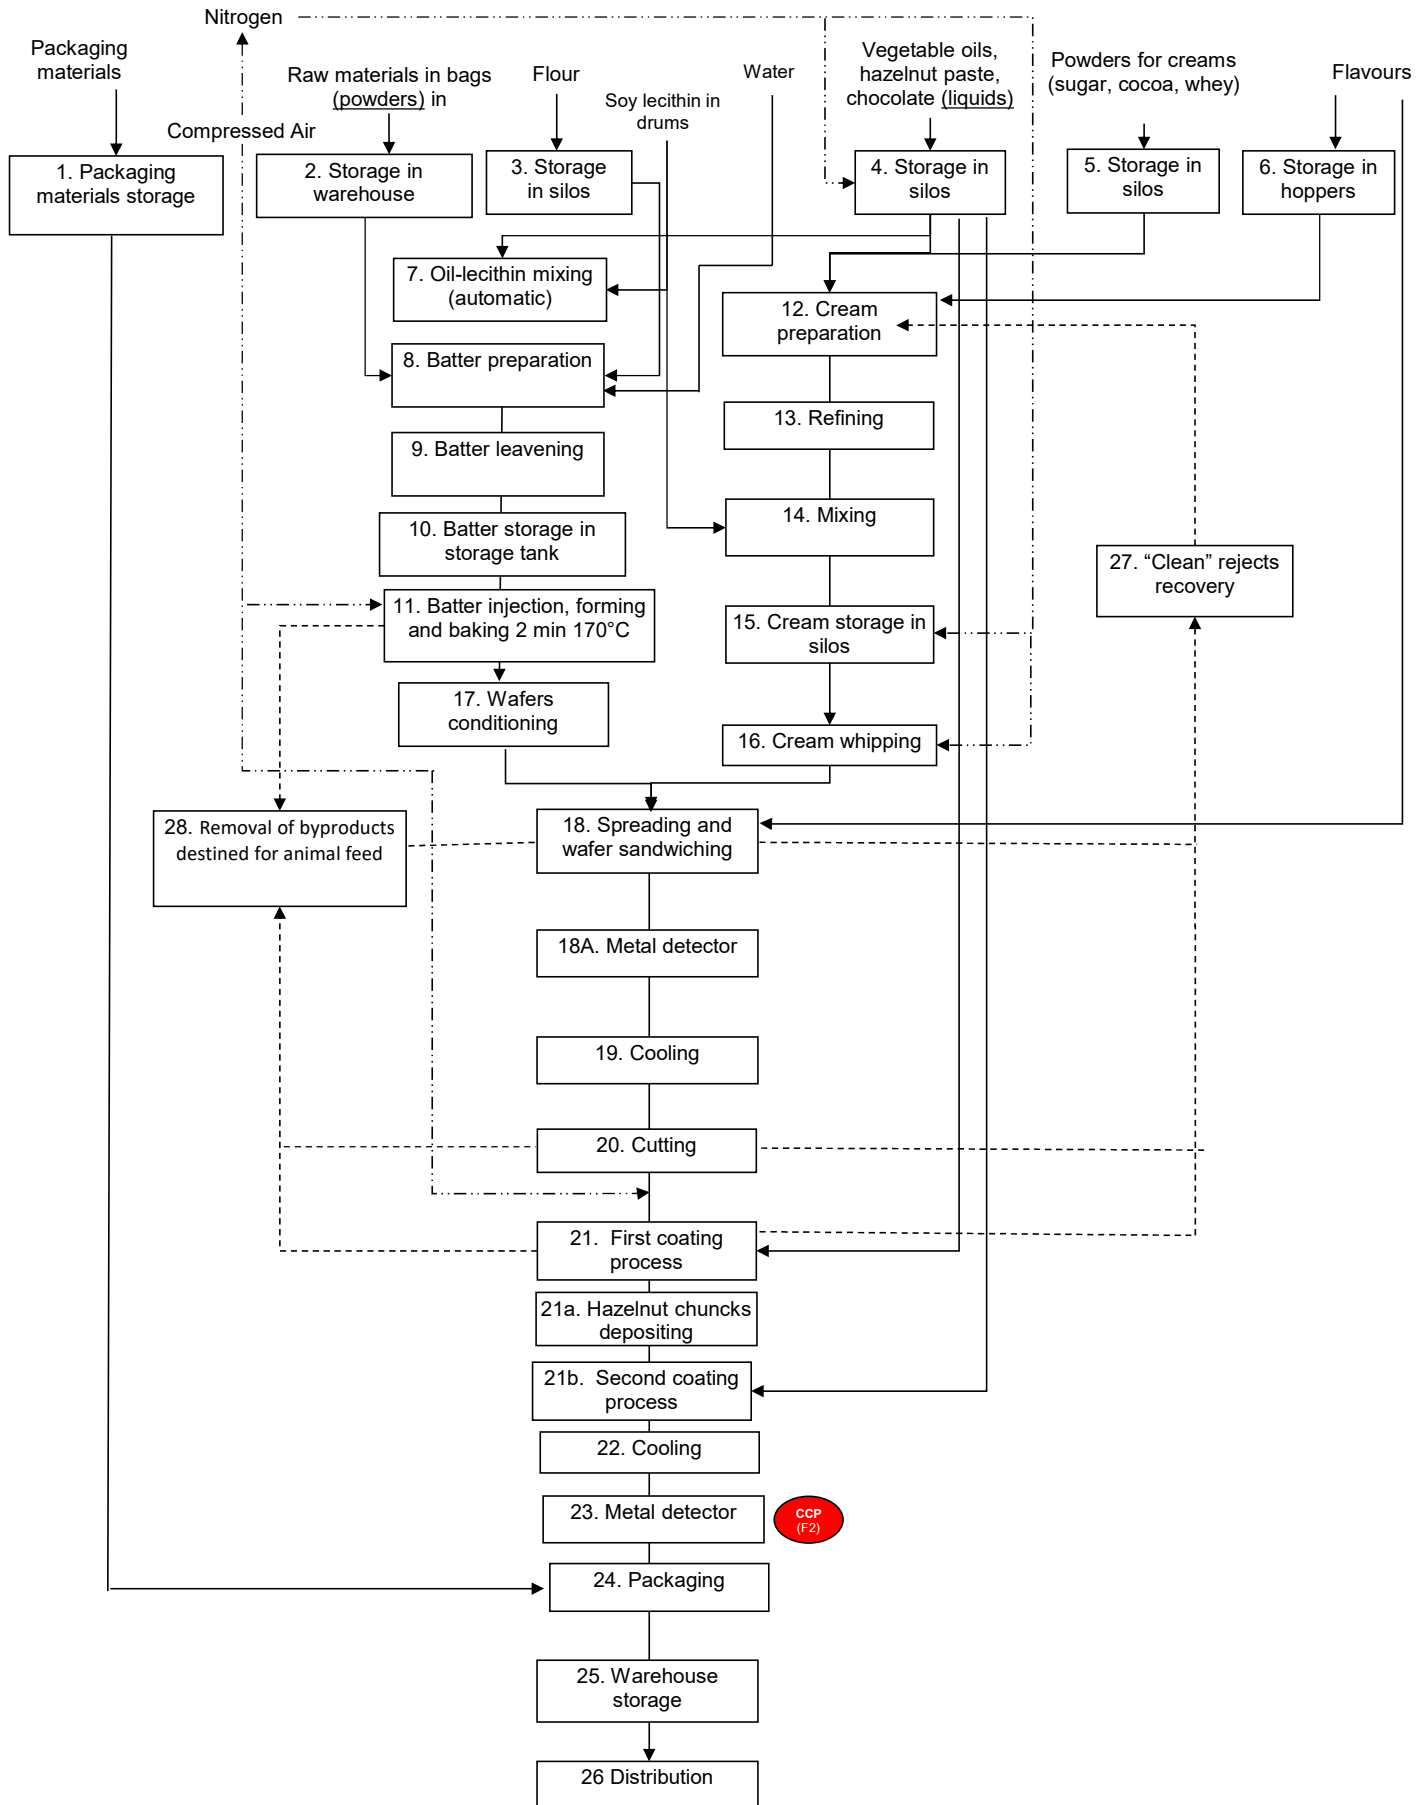 Nitrogen
Packaging
materials
Raw materials in bags
(powders) in
Flour
Soy lecithin in
drums
Water
Vegetable oils,
hazelnut paste,
chocolate (liquids)
Powders for creams
(sugar, cocoa, whey)
Flavours
Compressed Air
1. Packaging
materials storage
2. Storage in
warehouse
3. Storage
in silos
4. Storage in
silos
5. Storage in
silos
6. Storage in
hoppers
7. Oil-lecithin mixing
(automatic)
12. Cream
preparation
8. Batter preparation
13. Refining
9. Batter leavening
14. Mixing
10. Batter storage in
storage tank
27. “Clean” rejects
recovery
11. Batter injection, forming
and baking 2 min 170°C
15. Cream storage in
silos
17. Wafers
conditioning
16. Cream whipping
28. Removal of byproducts
destined for animal feed
18. Spreading and
wafer sandwiching
18A. Metal detector
19. Cooling
20. Cutting
21. First coating
process
21a. Hazelnut chuncks
depositing
21b. Second coating
process
22. Cooling
23. Metal detector
CCP
(F2)
24. Packaging
25. Warehouse
storage
26 Distribution